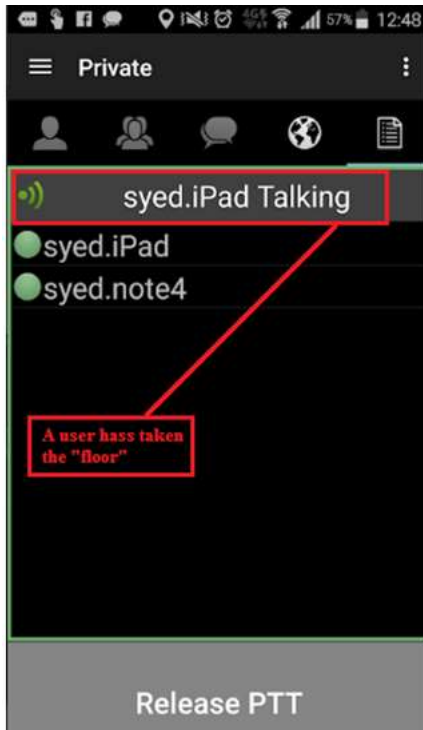 57% 12:48
Private
syed.iPad Talking
syed.iPad
syed.note4
A user hass taken
the "floor"
Release PTT